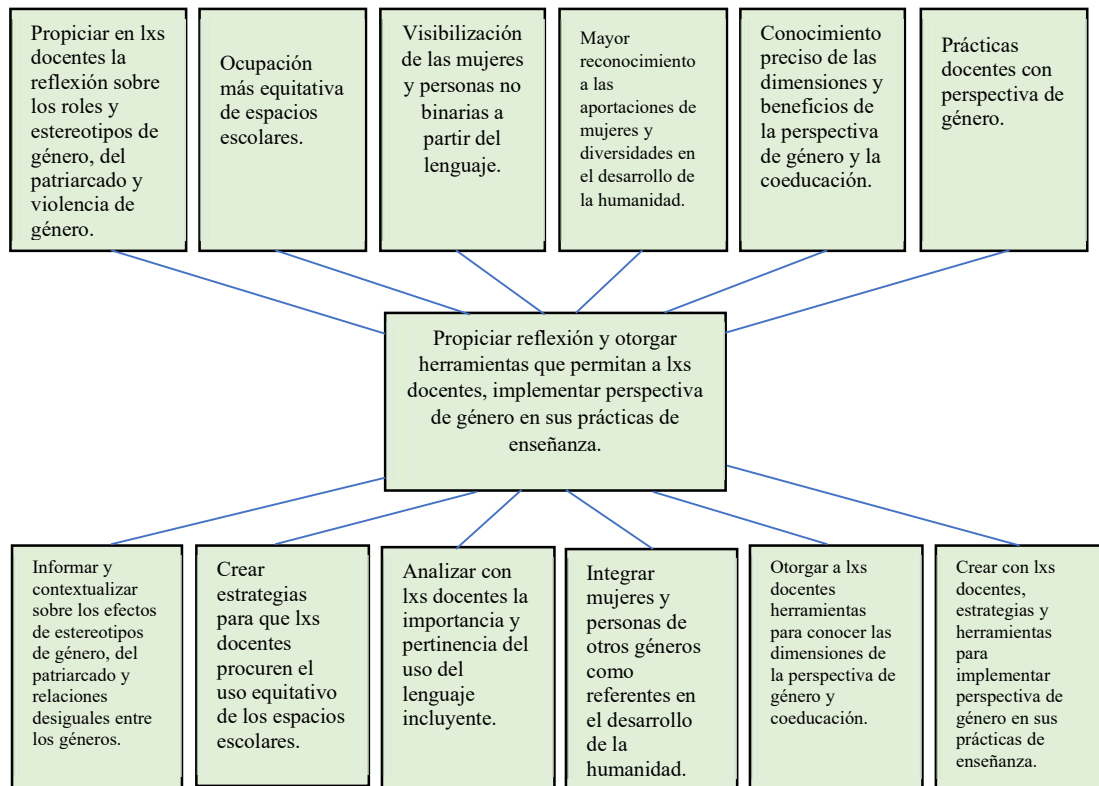 Propiciar en lxs
docentes la
reflexión sobre
los roles y
estereotipos de
género, del
patriarcado y
violencia de
género.
Ocupación
más equitativa
de espacios
escolares.
Visibilización
de las mujeres
y personas no
binarias a
partir del
lenguaje.
Mayor
reconocimiento
a las
aportaciones de
mujeres y
diversidades en
el desarrollo de
la humanidad.
Conocimiento
preciso de las
dimensiones y
beneficios de
la perspectiva
de género y la
coeducación.
Prácticas
docentes con
perspectiva de
género.
Propiciar reflexión y otorgar
herramientas que permitan a lxs
docentes, implementar perspectiva
de género en sus prácticas de
enseñanza.
Informar y
contextualizar
sobre los efectos
de estereotipos
de género, del
patriarcado y
relaciones
desiguales entre
los géneros.
Crear
estrategias
para que lxs
docentes
procuren el
uso equitativo
de los espacios
escolares.
Analizar con
lxs docentes la
importancia y
pertinencia del
uso del
lenguaje
incluyente.
Integrar
mujeres y
personas de
otros géneros
como
referentes en
el desarrollo
de la
humanidad.
Otorgar a lxs
docentes
herramientas
para conocer las
dimensiones de
la perspectiva de
género y
coeducación.
Crear con lxs
docentes,
estrategias y
herramientas
para
implementar
perspectiva de
género en sus
prácticas de
enseñanza.